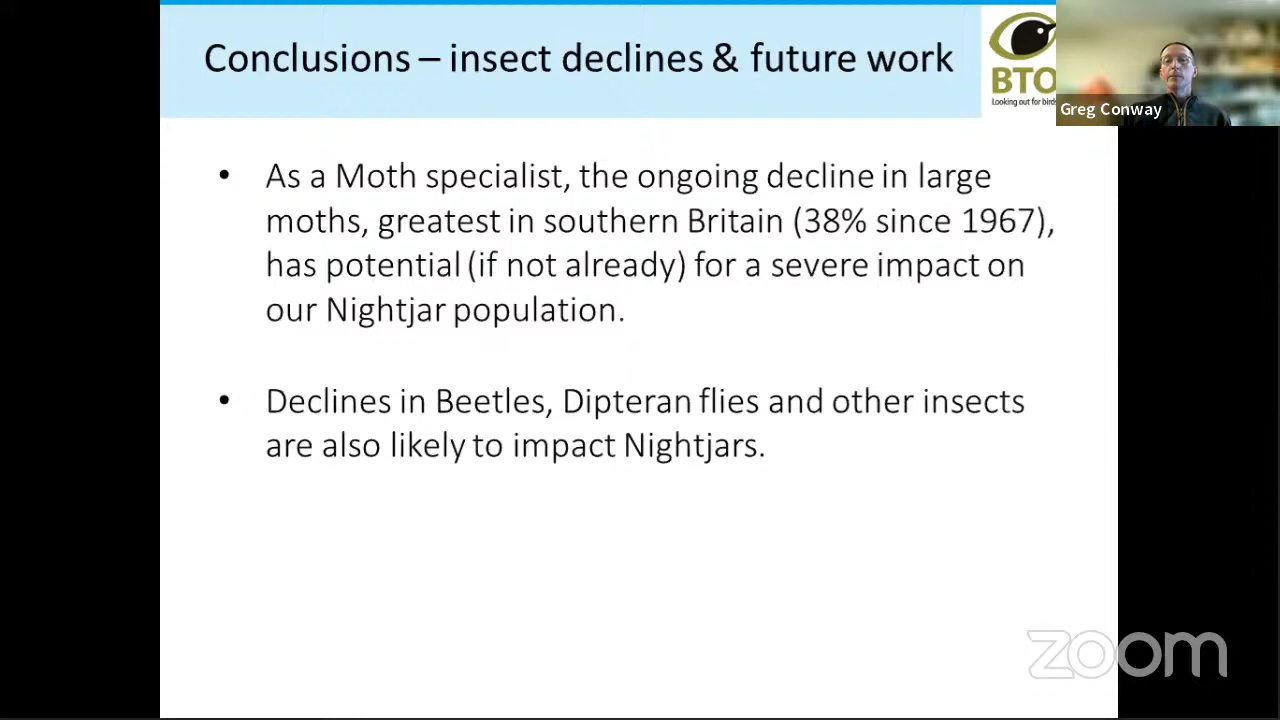 Conclusions – insect declines & future work
BTO
Looking out for birds
Greg Conway
• As a Moth specialist, the ongoing decline in large
moths, greatest in southern Britain (38% since 1967),
has potential (if not already) for a severe impact on
our Nightjar population.
• Declines in Beetles, Dipteran flies and other insects
are also likely to impact Nightjars.
zoom